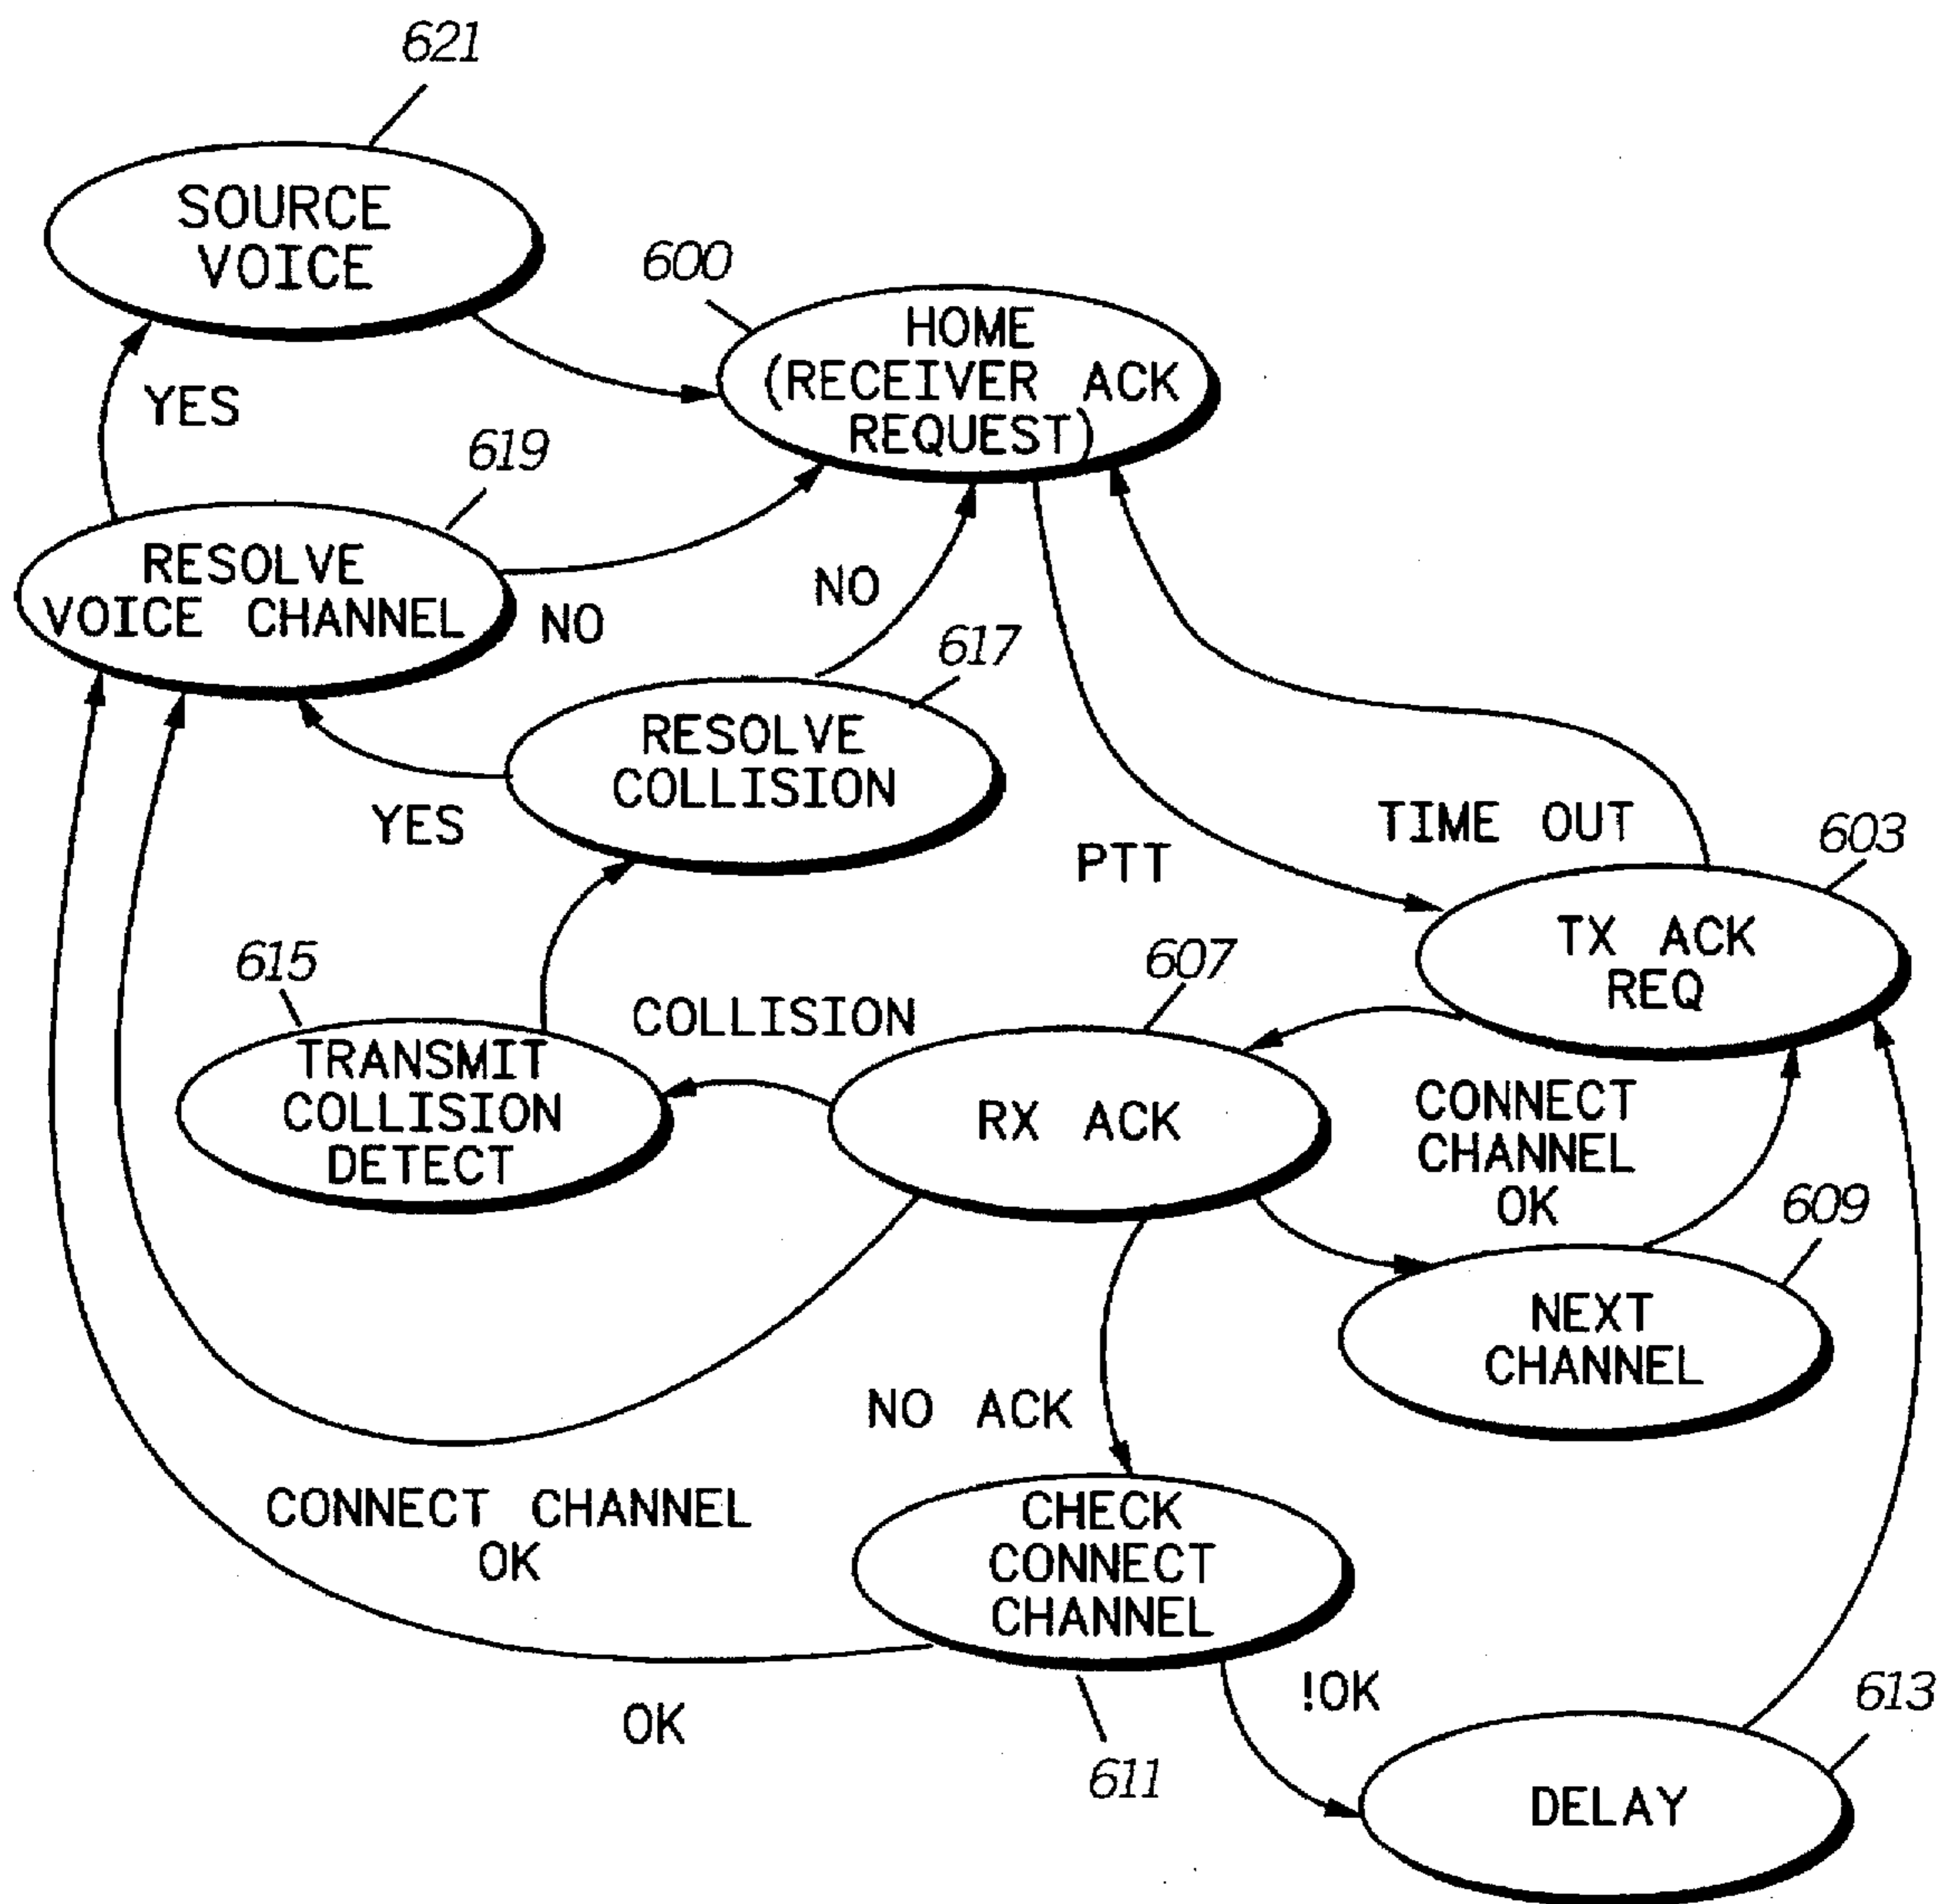 621
SOURCE
VOICE
600
HOME
(RECEIVER ACK
REQUEST)
YES
619
RESOLVE
VOICE CHANNEL
NO
NO
617
RESOLVE
COLLISION
YES
PTT
TIME OUT
603
TX ACK
REQ
615
COLLISION
607
TRANSMIT
COLLISION
DETECT
RX ACK
CONNECT
CHANNEL
OK
609
NEXT
CHANNEL
NO ACK
CONNECT CHANNEL
OK
CHECK
CONNECT
CHANNEL
!OK
OK
611
613
DELAY